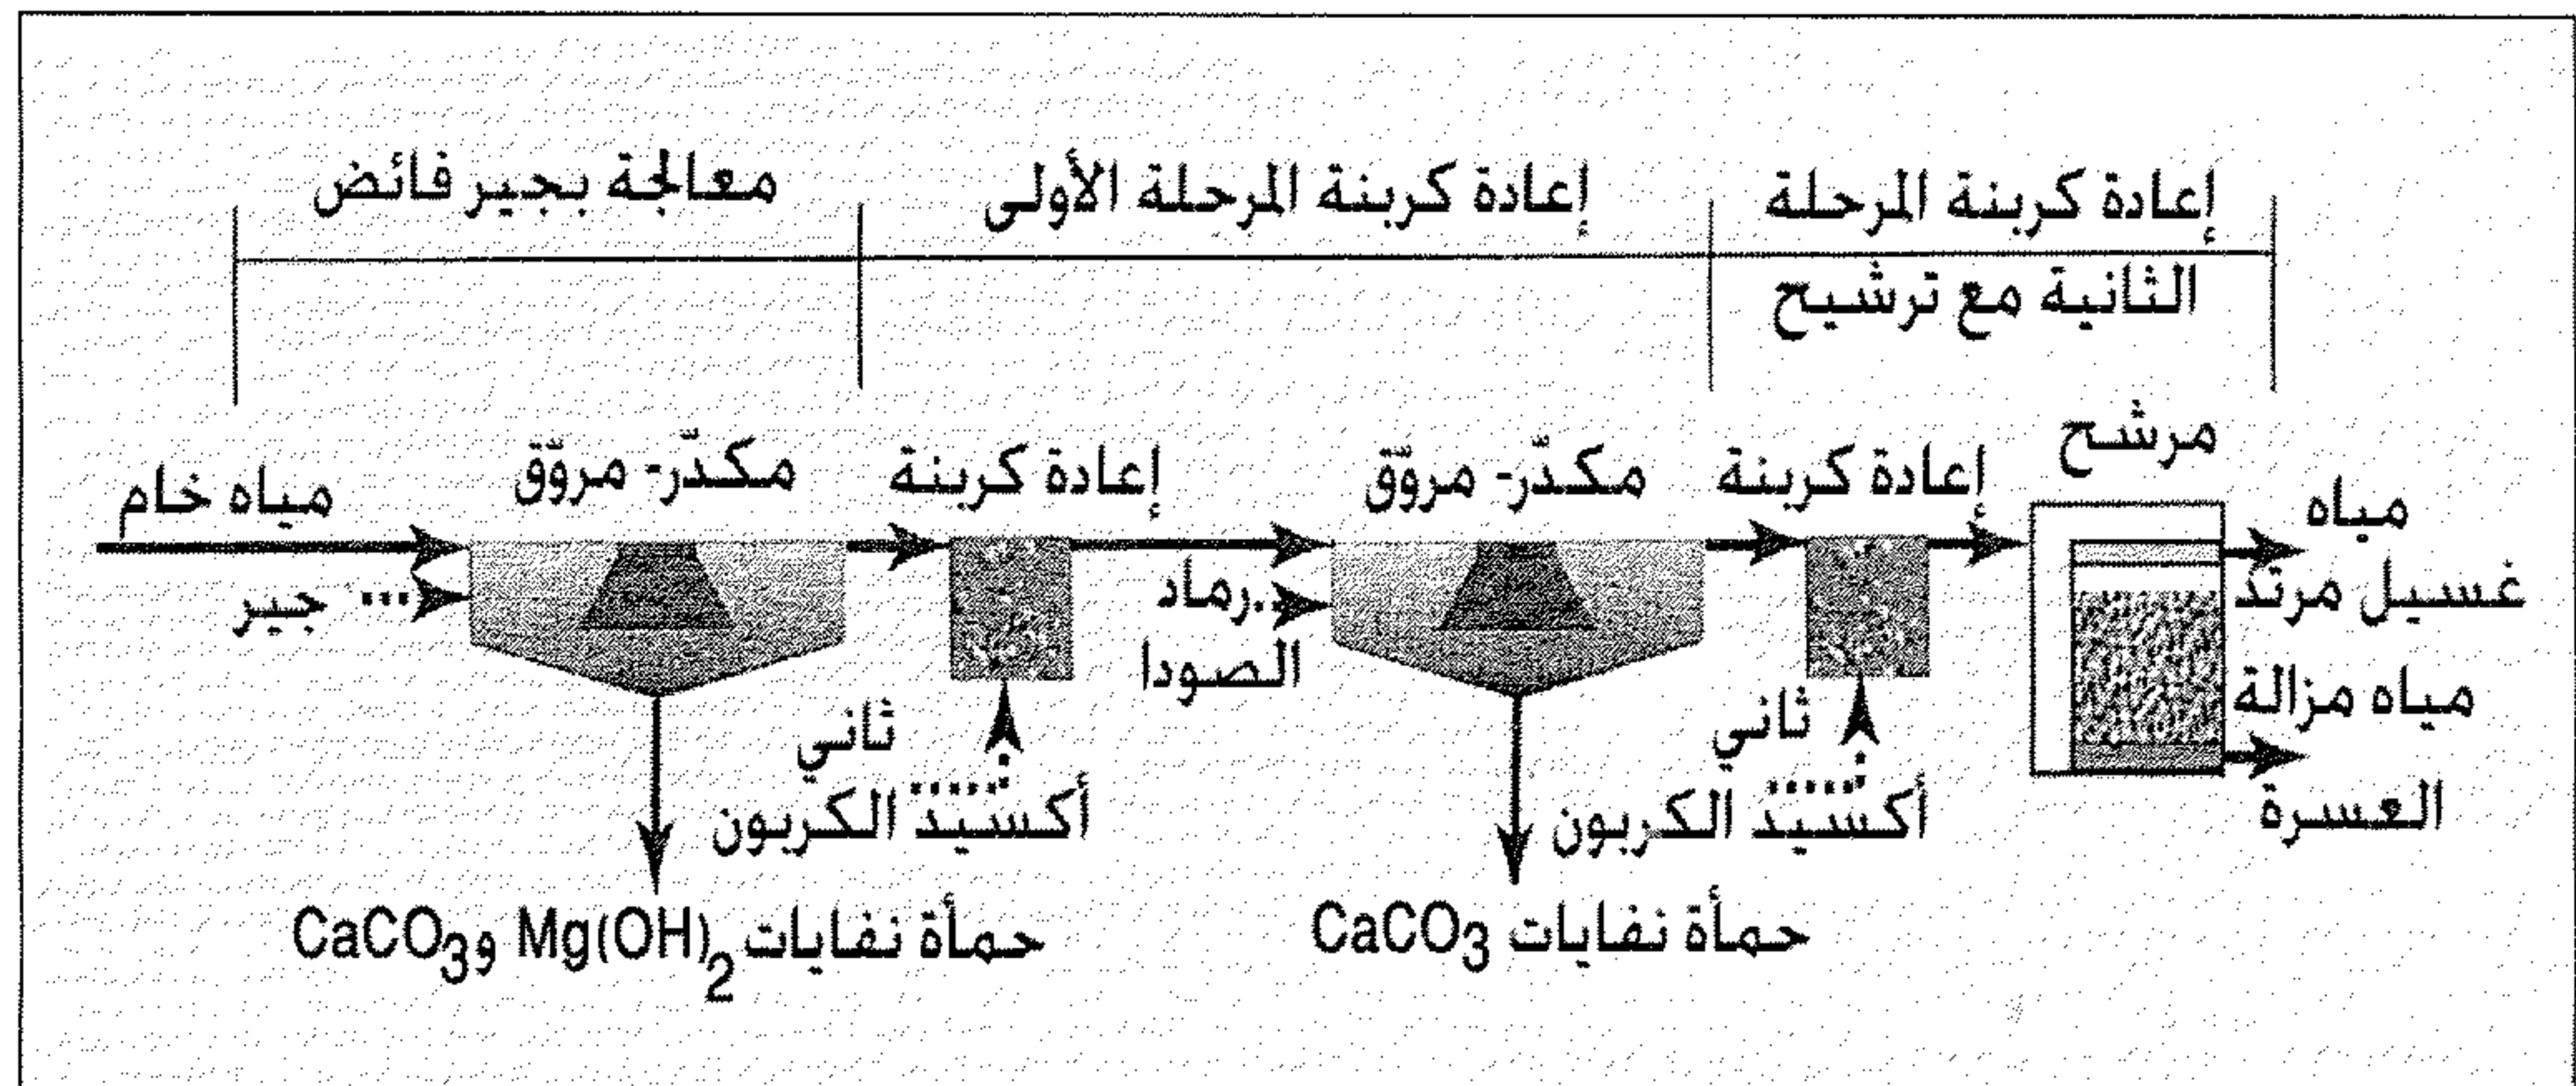 معالجة بجير فائض
إعادة كربنة المرحلة الأولى
إعادة كربنة المرحلة
الثانية مع ترشيح
مياه خام
جير
مكدّر- مروّق
إعادة كربنة
رماد
الصودا
مكدّر- مروّق
إعادة كربنة
مرشح
مياه
غسيل مرتد
مياه مزالة
العسرة
ثاني
أكسيد الكربون
ثاني
أكسيد الكربون
حمأة نفايات Mg(OH)2 وCaCO3
حمأة نفايات CaCO3